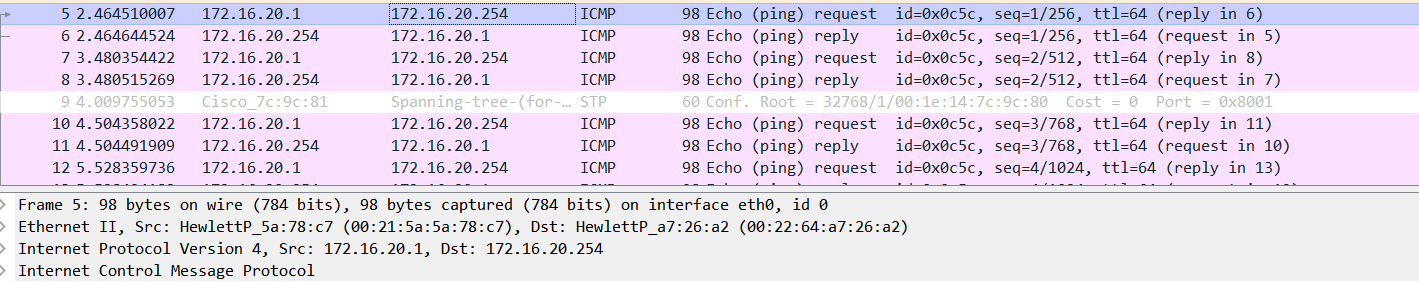 5 2.464510007 172.16.20.1 172.16.20.254 ICMP 98 Echo (ping) request id=0x0c5c, seq=1/256, ttl=64 (reply in 6)
6 2.464644524 172.16.20.254 172.16.20.1 ICMP 98 Echo (ping) reply id=0x0c5c, seq=1/256, ttl=64 (request in 5)
7 3.480354422 172.16.20.1 172.16.20.254 ICMP 98 Echo (ping) request id=0x0c5c, seq=2/512, ttl=64 (reply in 8)
8 3.480515269 172.16.20.254 172.16.20.1 ICMP 98 Echo (ping) reply id=0x0c5c, seq=2/512, ttl=64 (request in 7)
9 4.009755053 Cisco_7c:9c:81 Spanning-tree-(for-… STP 60 Conf. Root = 32768/1/00:1e:14:7c:9c:80 Cost = 0 Port = 0x8001
10 4.504358022 172.16.20.1 172.16.20.254 ICMP 98 Echo (ping) request id=0x0c5c, seq=3/768, ttl=64 (reply in 11)
11 4.504491909 172.16.20.254 172.16.20.1 ICMP 98 Echo (ping) reply id=0x0c5c, seq=3/768, ttl=64 (request in 10)
12 5.528359736 172.16.20.1 172.16.20.254 ICMP 98 Echo (ping) request id=0x0c5c, seq=4/1024, ttl=64 (reply in 13)
Frame 5: 98 bytes on wire (784 bits), 98 bytes captured (784 bits) on interface eth0, id 0
Ethernet II, Src: HewlettP_5a:78:c7 (00:21:5a:5a:78:c7), Dst: HewlettP_a7:26:a2 (00:22:64:a7:26:a2)
Internet Protocol Version 4, Src: 172.16.20.1, Dst: 172.16.20.254
Internet Control Message Protocol